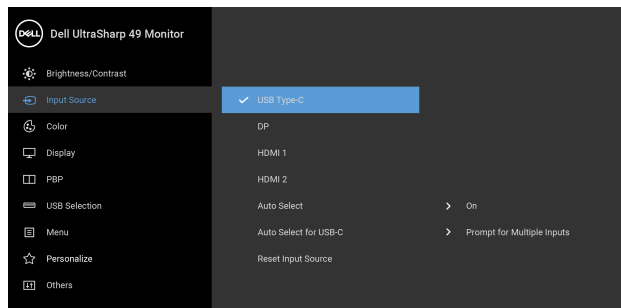 DELL Dell UltraSharp 49 Monitor
Brightness/Contrast
Input Source
USB Type-C
Color
DP
Display
HDMI 1
PBP
HDMI 2
USB Selection
Auto Select
On
Menu
Auto Select for USB-C
Prompt for Multiple Inputs
Personalize
Reset Input Source
Others